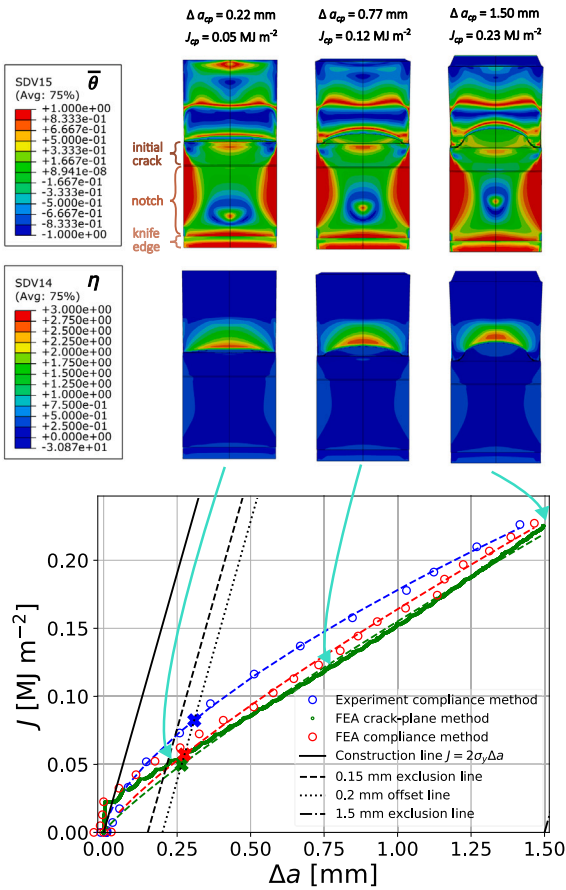 Δ a_cp = 0.22 mm Δ a_cp = 0.77 mm Δ a_cp = 1.50 mm
J_cp = 0.05 MJ m⁻² J_cp = 0.12 MJ m⁻² J_cp = 0.23 MJ m⁻²
SDV15 θ̅
(Avg: 75%)
+1.000e+00
+8.333e-01
+6.667e-01
+5.000e-01
+3.333e-01
+1.667e-01
+8.941e-08
-1.667e-01
-3.333e-01
-5.000e-01
-6.667e-01
-8.333e-01
-1.000e+00
initial
crack
notch
knife
edge
SDV14 η
(Avg: 75%)
+3.000e+00
+2.750e+00
+2.500e+00
+2.250e+00
+2.000e+00
+1.750e+00
+1.500e+00
+1.250e+00
+1.000e+00
+7.500e-01
+5.000e-01
+2.500e-01
+0.000e+00
-3.087e+01
J [MJ m⁻²]
0.20
0.15
0.10
0.05
0.00
Experiment compliance method
FEA crack-plane method
FEA compliance method
Construction line J = 2σ_yΔa
0.15 mm exclusion line
0.2 mm offset line
1.5 mm exclusion line
0.00 0.25 0.50 0.75 1.00 1.25 1.50
Δa [mm]